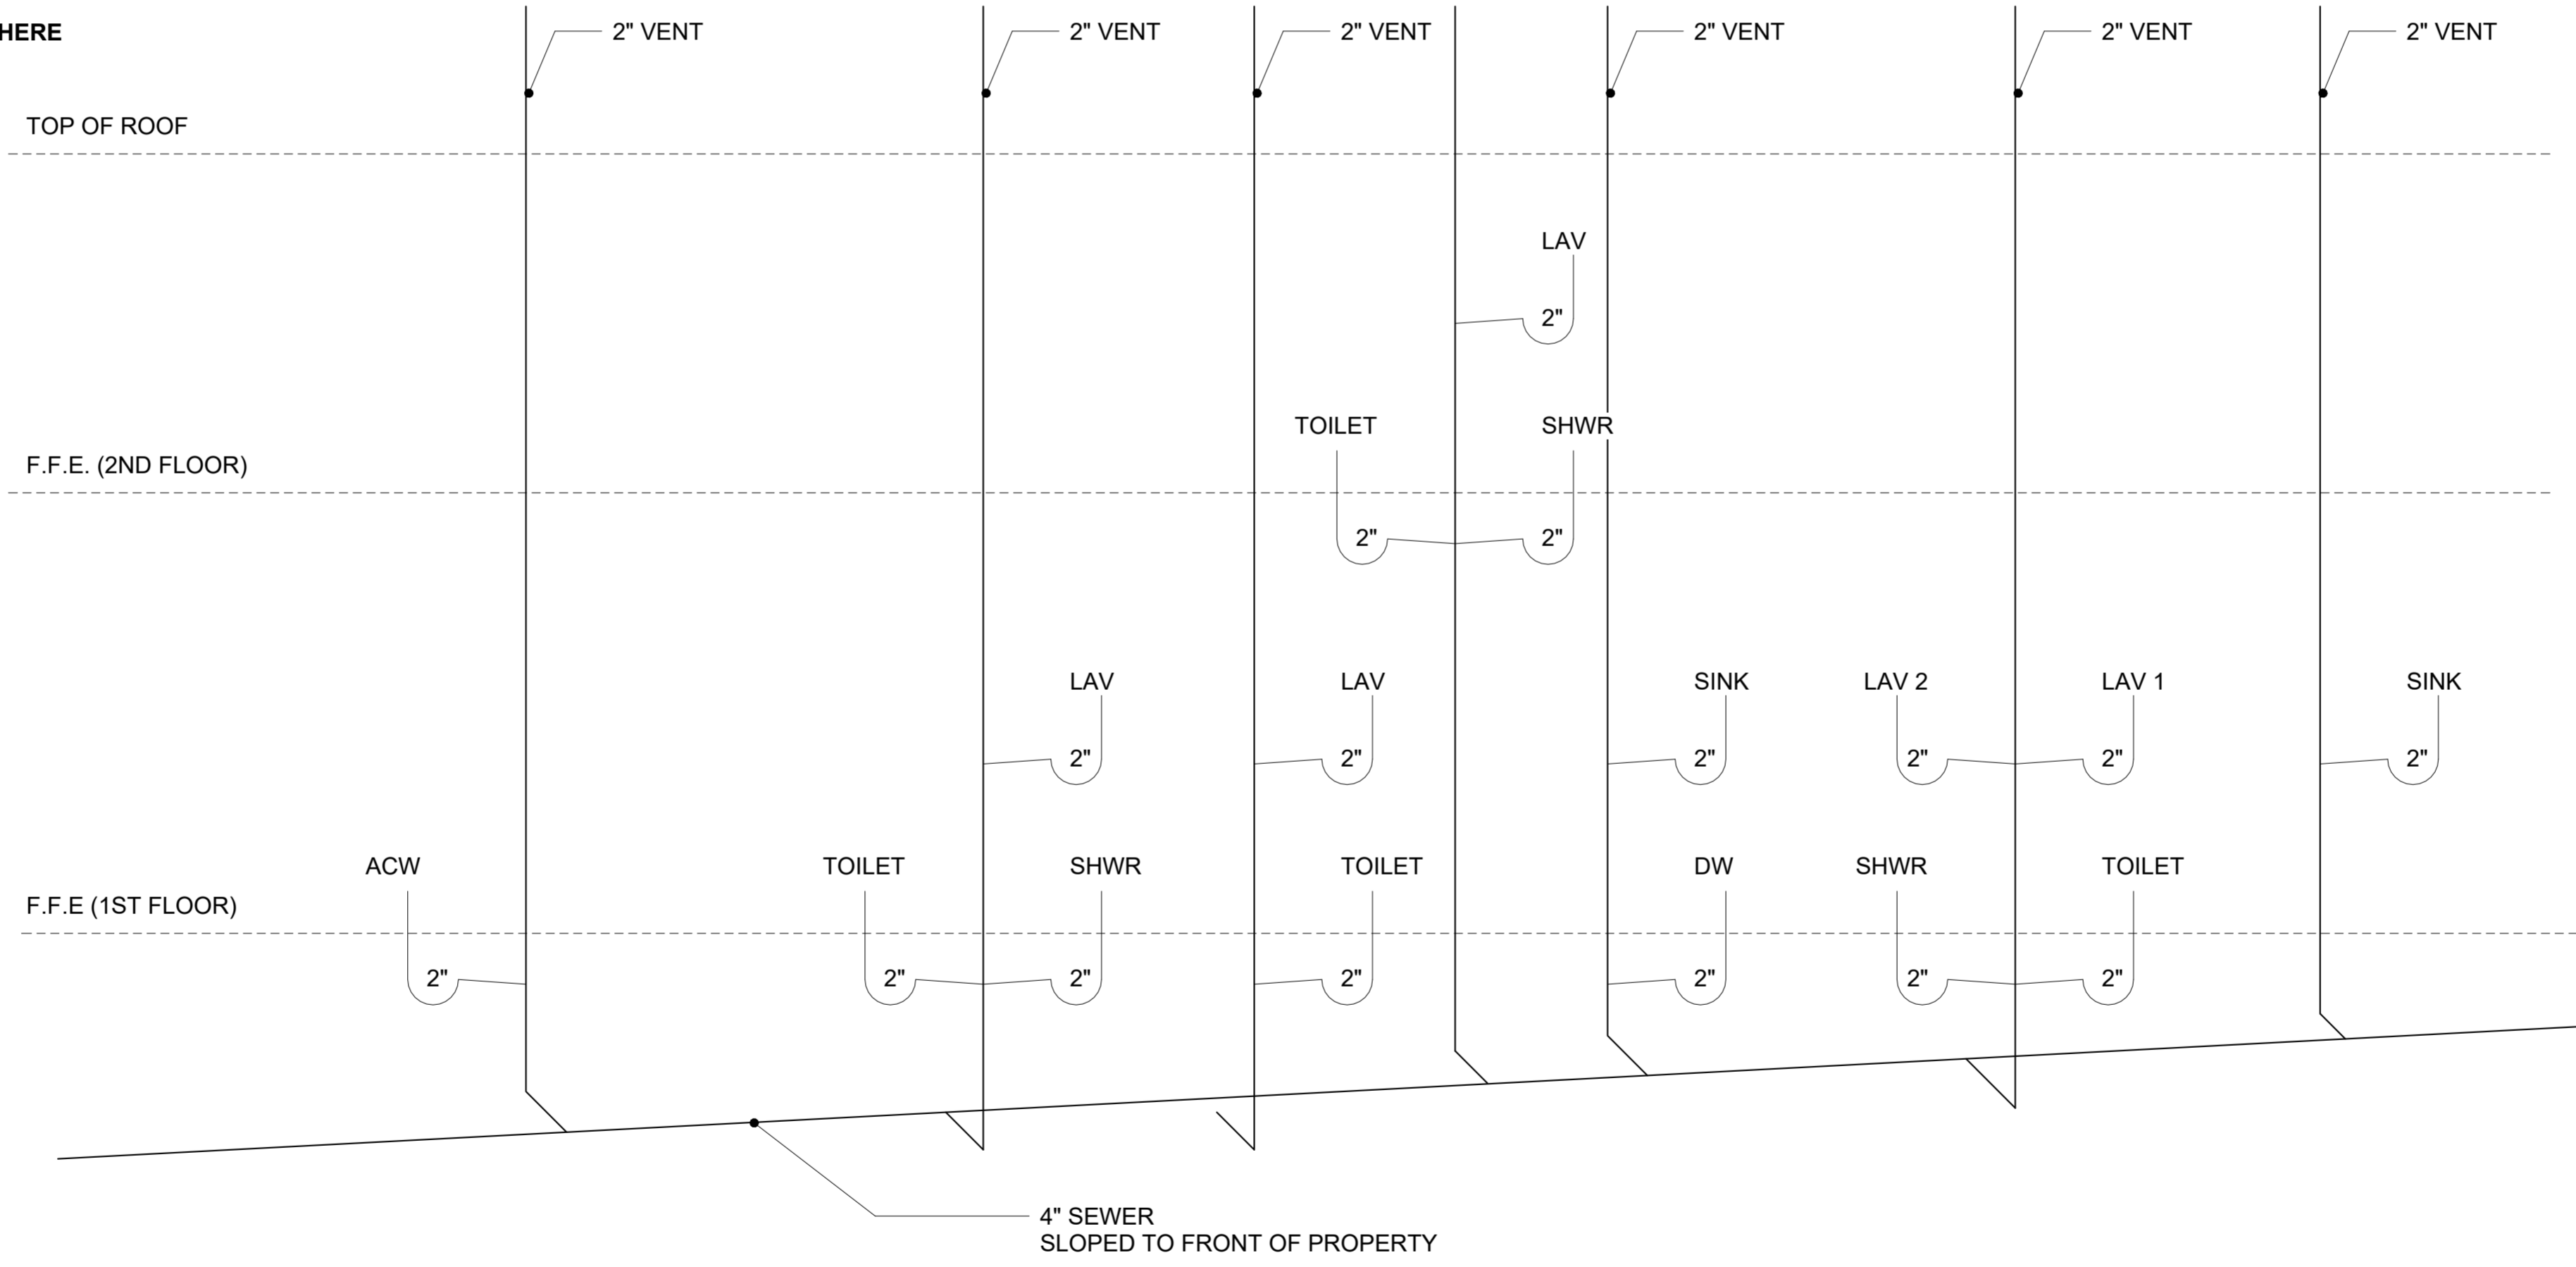 HERE
2" VENT
2" VENT
2" VENT
2" VENT
2" VENT
2" VENT
TOP OF ROOF
LAV
2"
TOILET
SHWR
F.F.E. (2ND FLOOR)
2"
2"
LAV
LAV
SINK
LAV 2
LAV 1
SINK
2"
2"
2"
2"
2"
2"
ACW
TOILET
SHWR
TOILET
DW
SHWR
TOILET
F.F.E (1ST FLOOR)
2"
2"
2"
2"
2"
2"
2"
4" SEWER
SLOPED TO FRONT OF PROPERTY